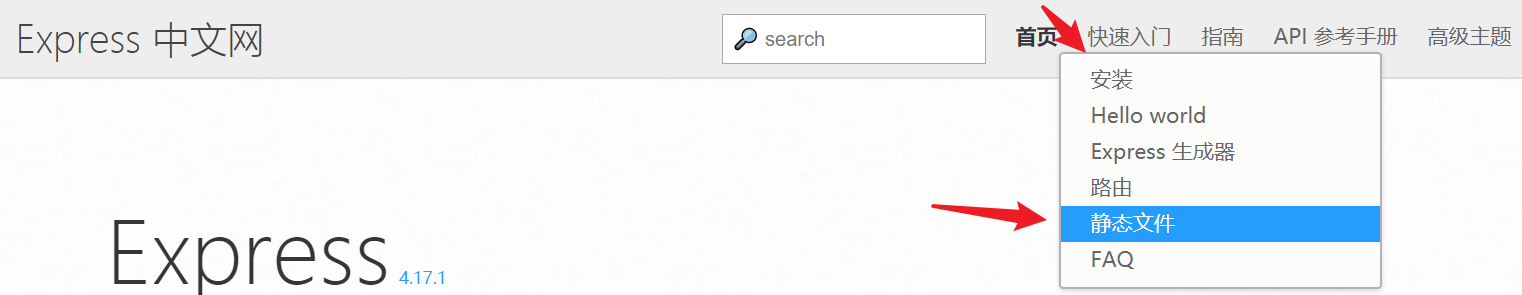 Express 中文网
search
首页 快速入门 指南 API 参考手册 高级主题
安装
Hello world
Express 生成器
路由
静态文件
FAQ
Express 4.17.1